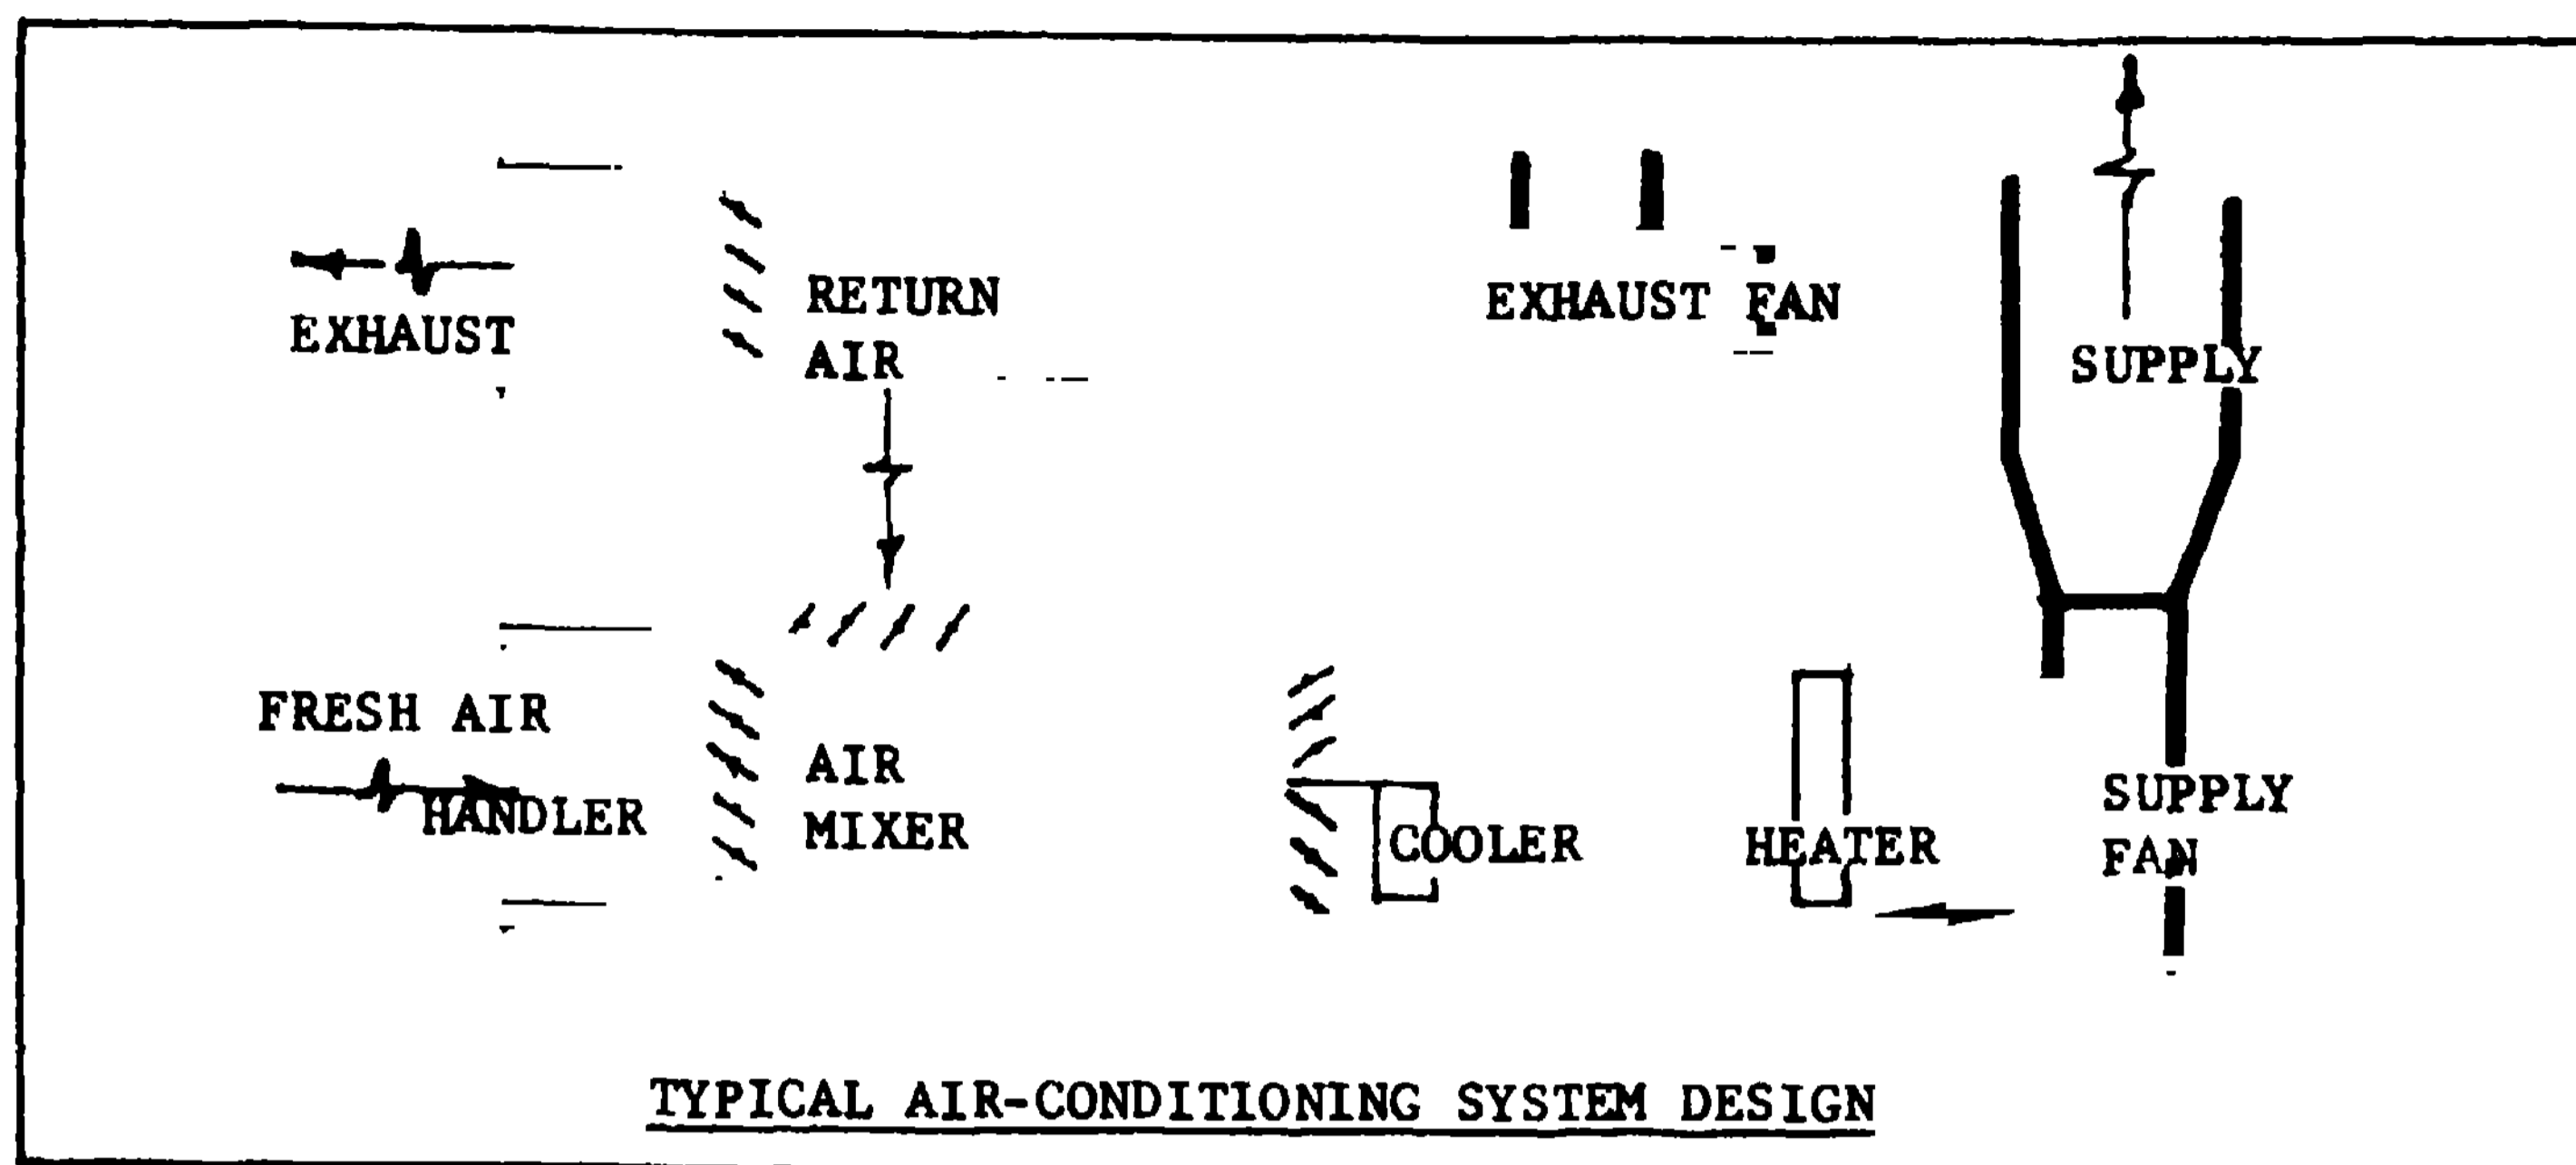 EXHAUST
RETURN
AIR
EXHAUST FAN
SUPPLY
FRESH AIR
HANDLER
AIR
MIXER
COOLER
HEATER
SUPPLY
FAN
TYPICAL AIR-CONDITIONING SYSTEM DESIGN